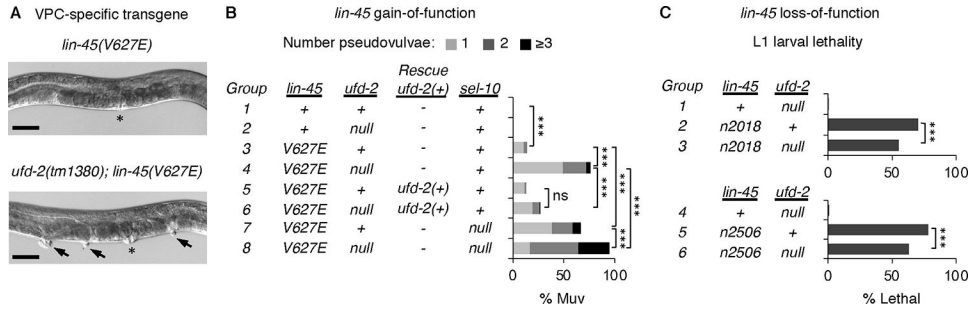 A VPC-specific transgene
lin-45(V627E)
*
ufd-2(tm1380); lin-45(V627E)
*
B lin-45 gain-of-function
Number pseudovulvae: 1 2 ≥3
Rescue
Group lin-45 ufd-2 ufd-2(+) sel-10
1 + + - +
2 + null - +
3 V627E + - +
4 V627E null - +
5 V627E + ufd-2(+) +
6 V627E null ufd-2(+) +
7 V627E + - null
8 V627E null - null
***
***
***
ns
***
***
***
0 50 100%
% Muv
C lin-45 loss-of-function
L1 larval lethality
Group lin-45 ufd-2
1 + null
2 n2018 +
3 n2018 null
***
lin-45 ufd-2
4 + null
5 n2506 +
6 n2506 null
***
0 50 100%
% Lethal